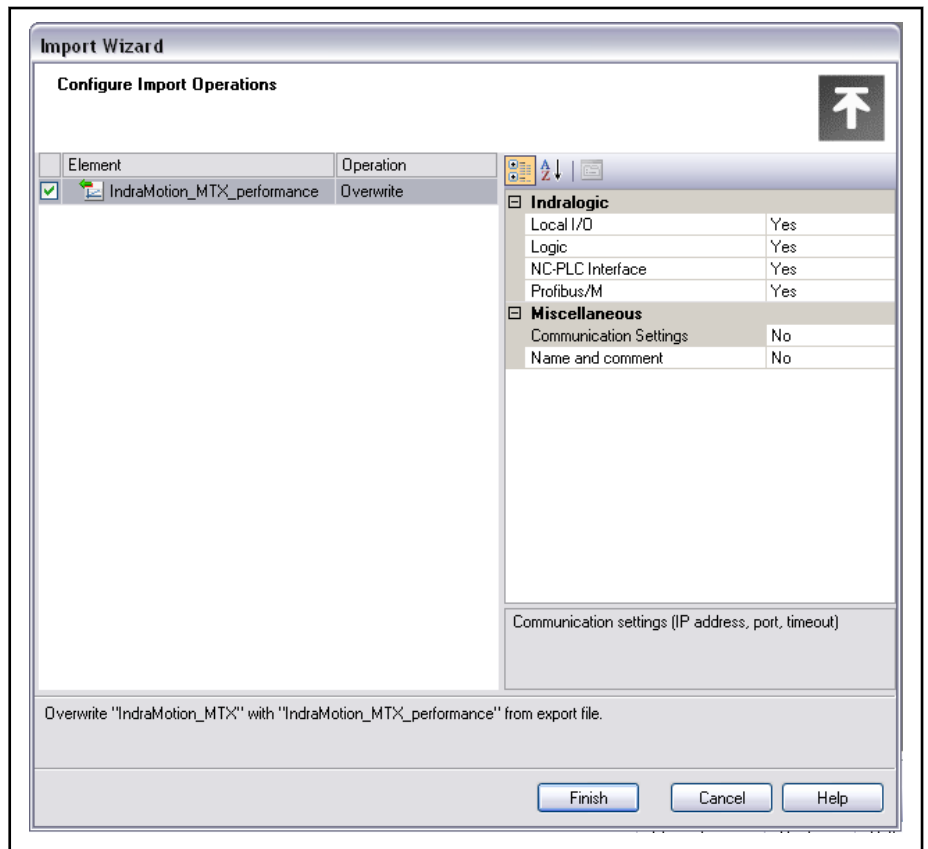 Import Wizard
Configure Import Operations
Element Operation
IndraMotion_MTX_performance Overwrite
Indralogic
Local I/O Yes
Logic Yes
NC-PLC Interface Yes
Profibus/M Yes
Miscellaneous
Communication Settings No
Name and comment No
Communication settings (IP address, port, timeout)
Overwrite "IndraMotion_MTX" with "IndraMotion_MTX_performance" from export file.
Finish Cancel Help